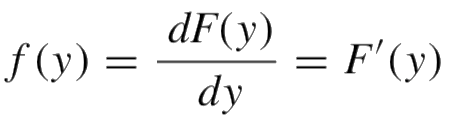 f(y) = dF(y)/dy = F′(y)